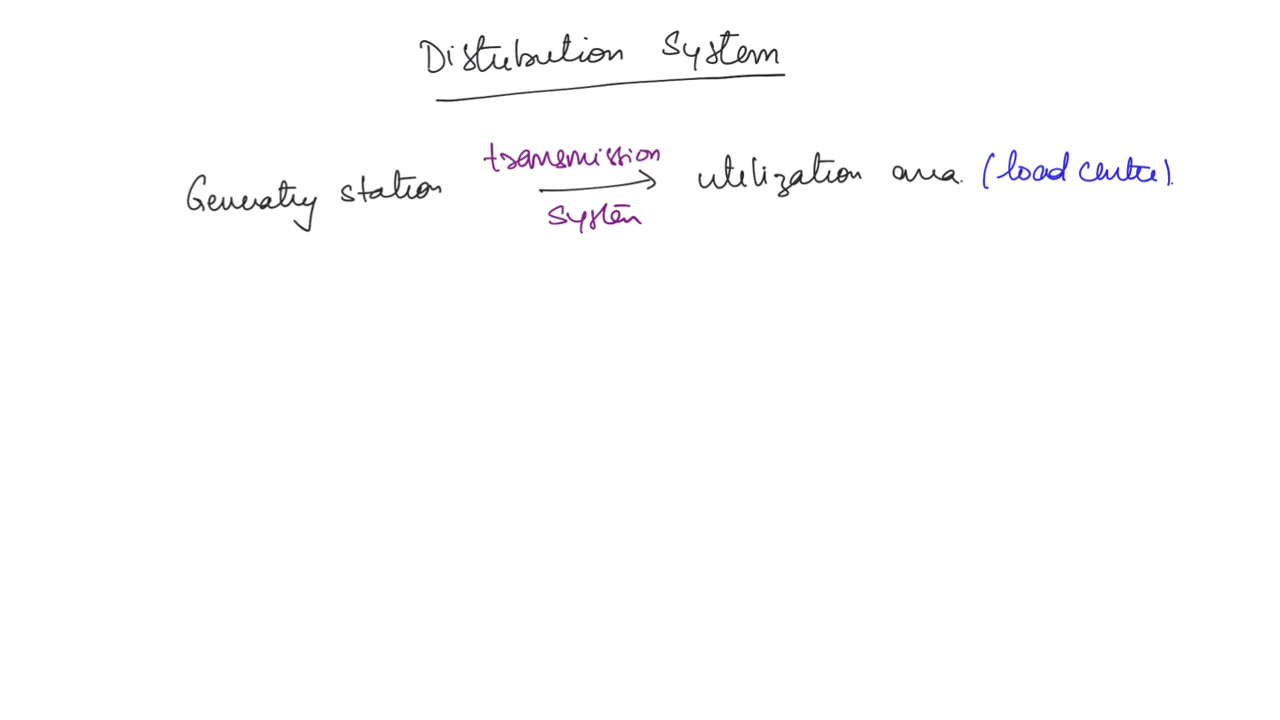 Distribution System
Generating station transmission system → utilization area. (load centre).